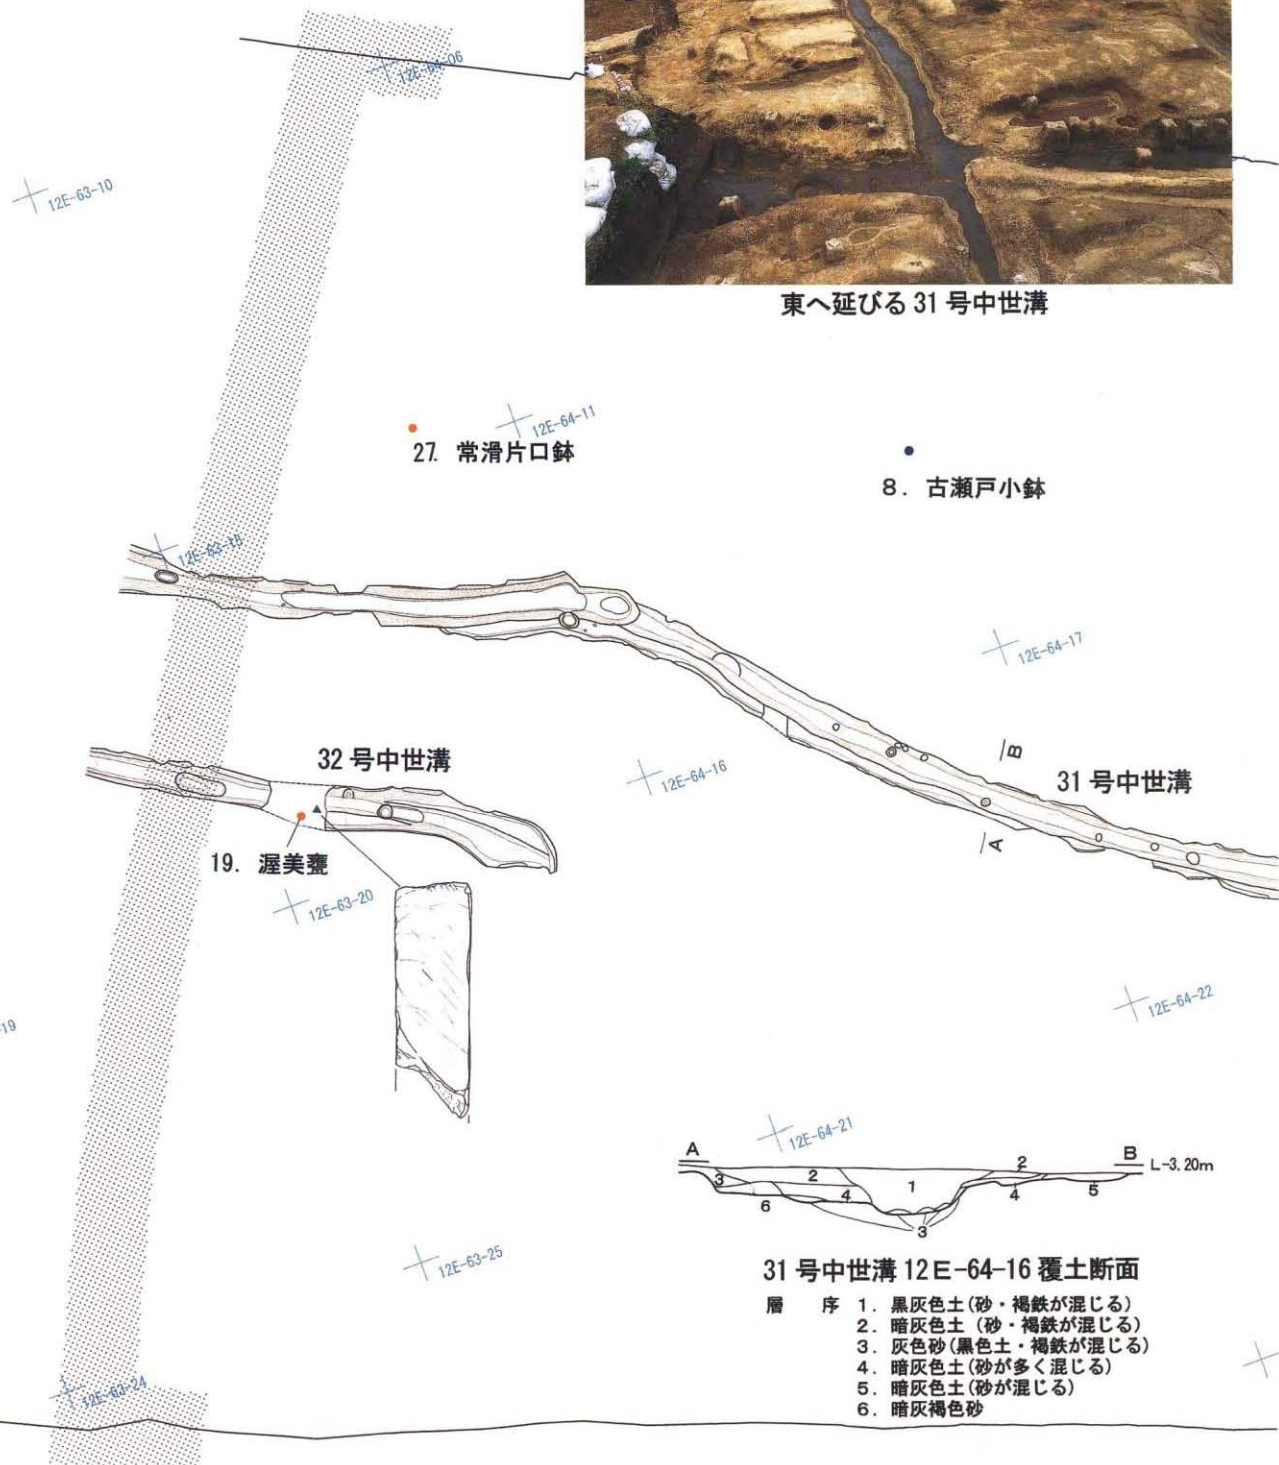 12E-64-06
12E-63-10
東へ延びる 31 号中世溝
12E-64-11
27. 常滑片口鉢
8. 古瀬戸小鉢
12E-63-15
12E-64-17
32 号中世溝
12E-64-16
B
31 号中世溝
A
19. 渥美甕
12E-63-20
12E-64-22
-19
12E-64-21
A
B
L-3.20m
2
3
2
1
4
4
5
6
3
12E-63-25
31 号中世溝 12E-64-16 覆土断面
層 序 1. 黒灰色土(砂・褐鉄が混じる)
2. 暗灰色土 (砂・褐鉄が混じる)
3. 灰色砂(黒色土・褐鉄が混じる)
4. 暗灰色土(砂が多く混じる)
5. 暗灰色土(砂が混じる)
6. 暗灰褐色砂
12E-63-24